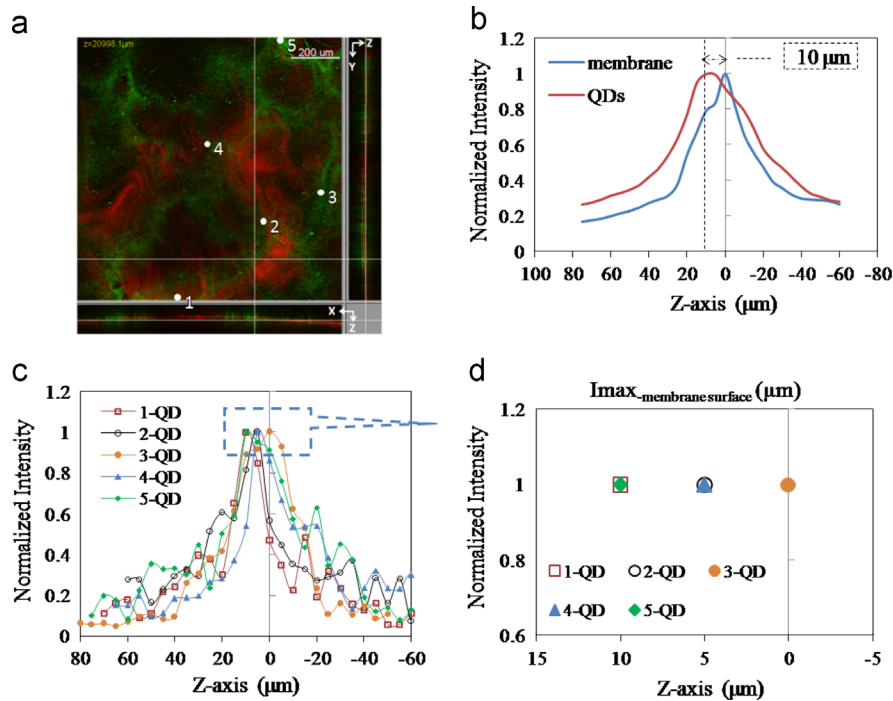 a
z=20998.1µm
5
200 um
Z
Y
4
3
2
1
X
Z
b
Normalized Intensity
1.2
1
0.8
0.6
0.4
0.2
0
100 80 60 40 20 0 -20 -40 -60 -80
Z-axis (µm)
membrane
QDs
10 µm
c
Normalized Intensity
1.2
1
0.8
0.6
0.4
0.2
0
80 60 40 20 0 -20 -40 -60
Z-axis (µm)
1-QD
2-QD
3-QD
4-QD
5-QD
d
Imax-membrane surface (µm)
Normalized Intensity
1.2
1
0.8
0.6
15 10 5 0 -5
Z-axis (µm)
1-QD 2-QD 3-QD
4-QD 5-QD